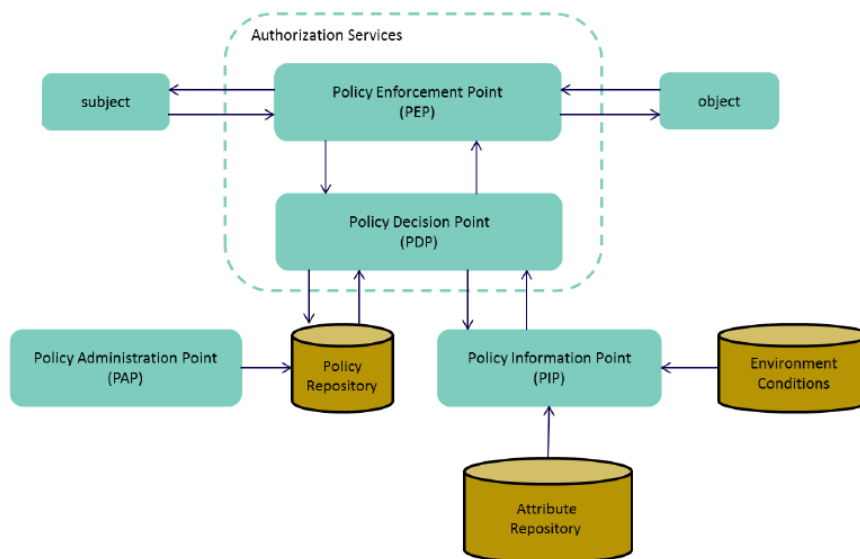 Authorization Services
subject
Policy Enforcement Point
(PEP)
object
Policy Decision Point
(PDP)
Policy Administration Point
(PAP)
Policy
Repository
Policy Information Point
(PIP)
Environment
Conditions
Attribute
Repository